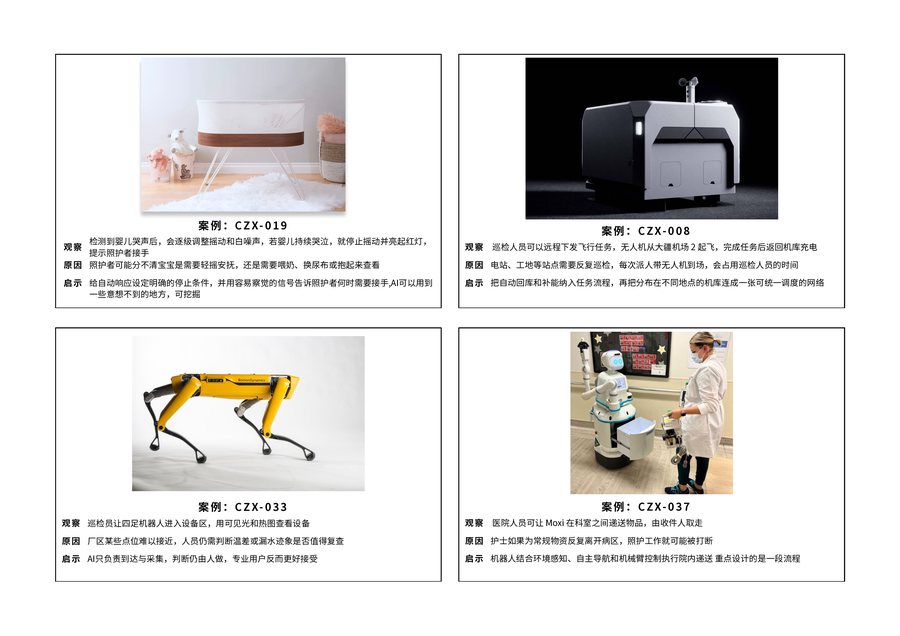 案例：CZX-019
观察 检测到婴儿哭声后，会逐级调整摇动和白噪声，若婴儿持续哭泣，就停止摇动并亮起红灯，
提示照护者接手
原因 照护者可能分不清宝宝是需要轻摇安抚，还是需要喂奶、换尿布或抱起来查看
启示 给自动响应设定明确的停止条件，并用容易察觉的信号告诉照护者何时需要接手,AI可以用到
一些意想不到的地方，可挖掘
案例：CZX-008
观察 巡检人员可以远程下发飞行任务，无人机从大疆机场 2 起飞，完成任务后返回机库充电
原因 电站、工地等站点需要反复巡检，每次派人带无人机到场，会占用巡检人员的时间
启示 把自动回库和补能纳入任务流程，再把分布在不同地点的机库连成一张可统一调度的网络
BostonDynamics
案例：CZX-033
观察 巡检员让四足机器人进入设备区，用可见光和热图查看设备
原因 厂区某些点位难以接近，人员仍需判断温差或漏水迹象是否值得复查
启示 AI只负责到达与采集，判断仍由人做，专业用户反而更好接受
案例：CZX-037
观察 医院人员可让 Moxi 在科室之间递送物品，由收件人取走
原因 护士如果为常规物资反复离开病区，照护工作就可能被打断
启示 机器人结合环境感知、自主导航和机械臂控制执行院内递送 重点设计的是一段流程